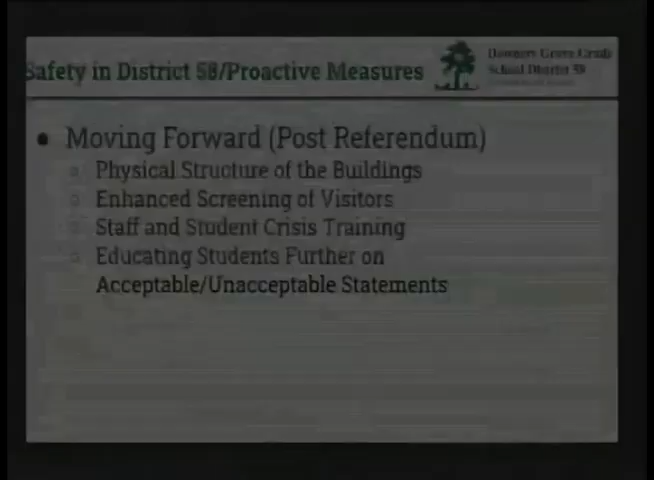 Safety in District 58/Proactive Measures
Downers Grove Grade
School District 58
● Moving Forward (Post Referendum)
○ Physical Structure of the Buildings
○ Enhanced Screening of Visitors
○ Staff and Student Crisis Training
○ Educating Students Further on
Acceptable/Unacceptable Statements